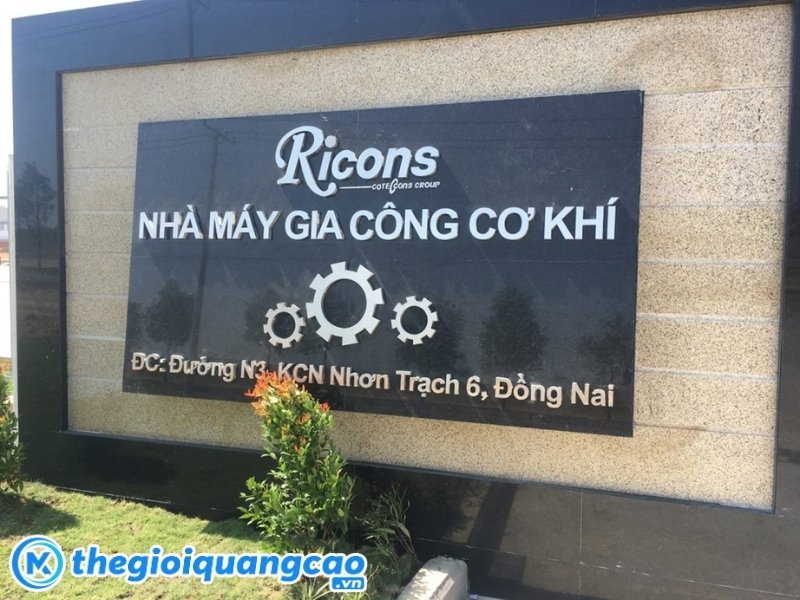 Ricons
COTECCONS GROUP
NHÀ MÁY GIA CÔNG CƠ KHÍ
ĐC: Đường N3, KCN Nhơn Trạch 6, Đồng Nai
thegioiquangcao
.vn